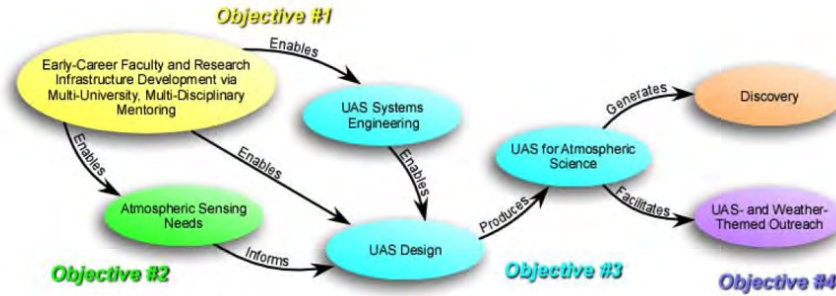 Objective #1
Enables
Early-Career Faculty and Research
Infrastructure Development via
Multi-University, Multi-Disciplinary
Mentoring
UAS Systems
Engineering
Generates
Discovery
Enables
Enables
Enables
UAS for Atmospheric
Science
Atmospheric Sensing
Needs
Produces
Facilitates
UAS- and Weather-
Themed Outreach
Informs
UAS Design
Objective #2
Objective #3
Objective #4